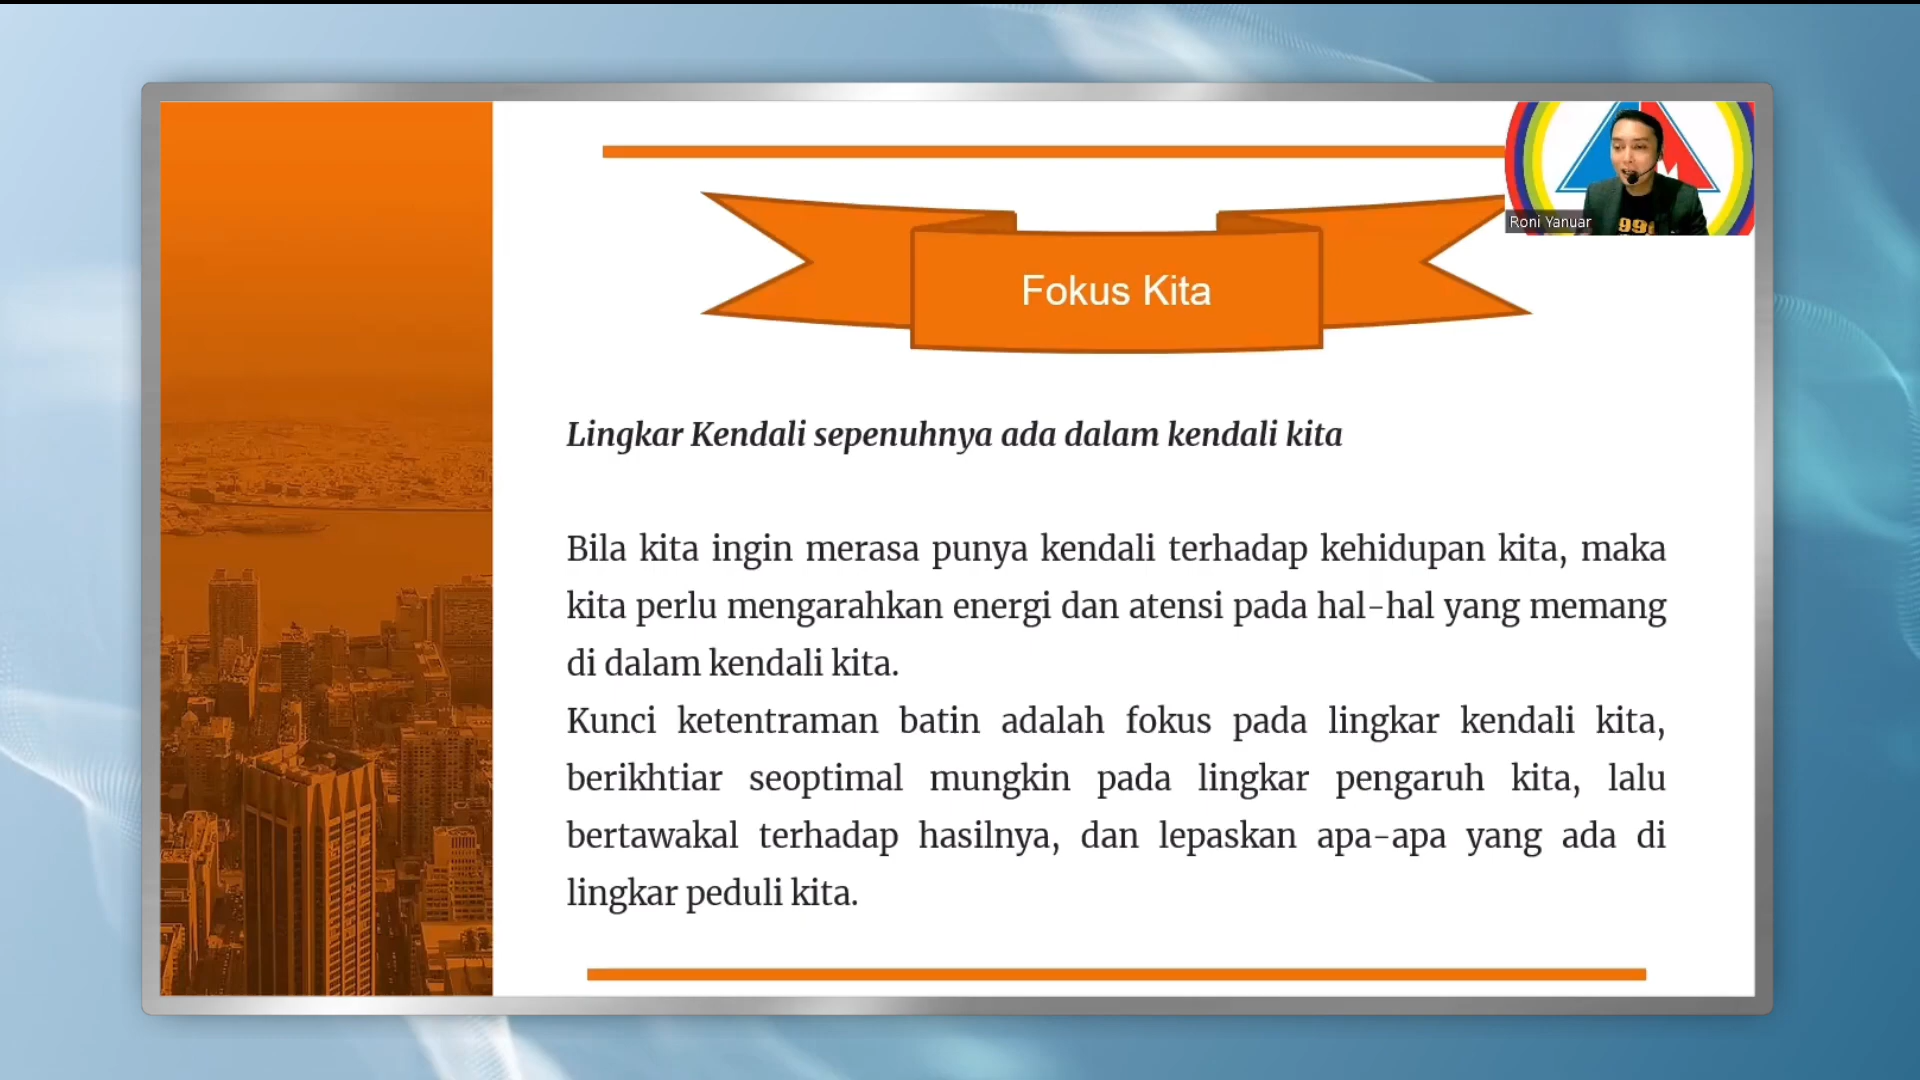 Fokus Kita
Roni Yanuar
Lingkar Kendali sepenuhnya ada dalam kendali kita
Bila kita ingin merasa punya kendali terhadap kehidupan kita, maka
kita perlu mengarahkan energi dan atensi pada hal-hal yang memang
di dalam kendali kita.
Kunci ketentraman batin adalah fokus pada lingkar kendali kita,
berikhtiar seoptimal mungkin pada lingkar pengaruh kita, lalu
bertawakal terhadap hasilnya, dan lepaskan apa-apa yang ada di
lingkar peduli kita.